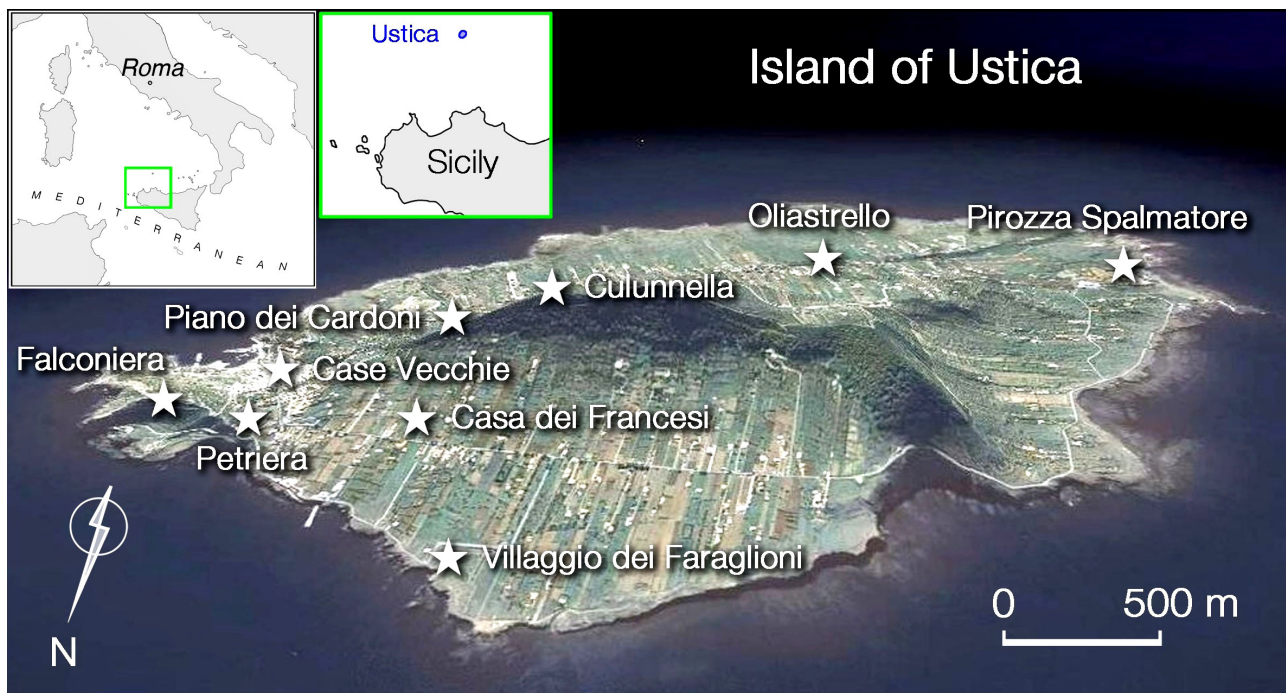 Island of Ustica
Roma
MEDITERRANEAN
Ustica
Sicily
Oliastrello
Pirozza Spalmatore
Culunnella
Piano dei Cardoni
Falconiera
Case Vecchie
Casa dei Francesi
Petriera
Villaggio dei Faraglioni
N
0 500 m